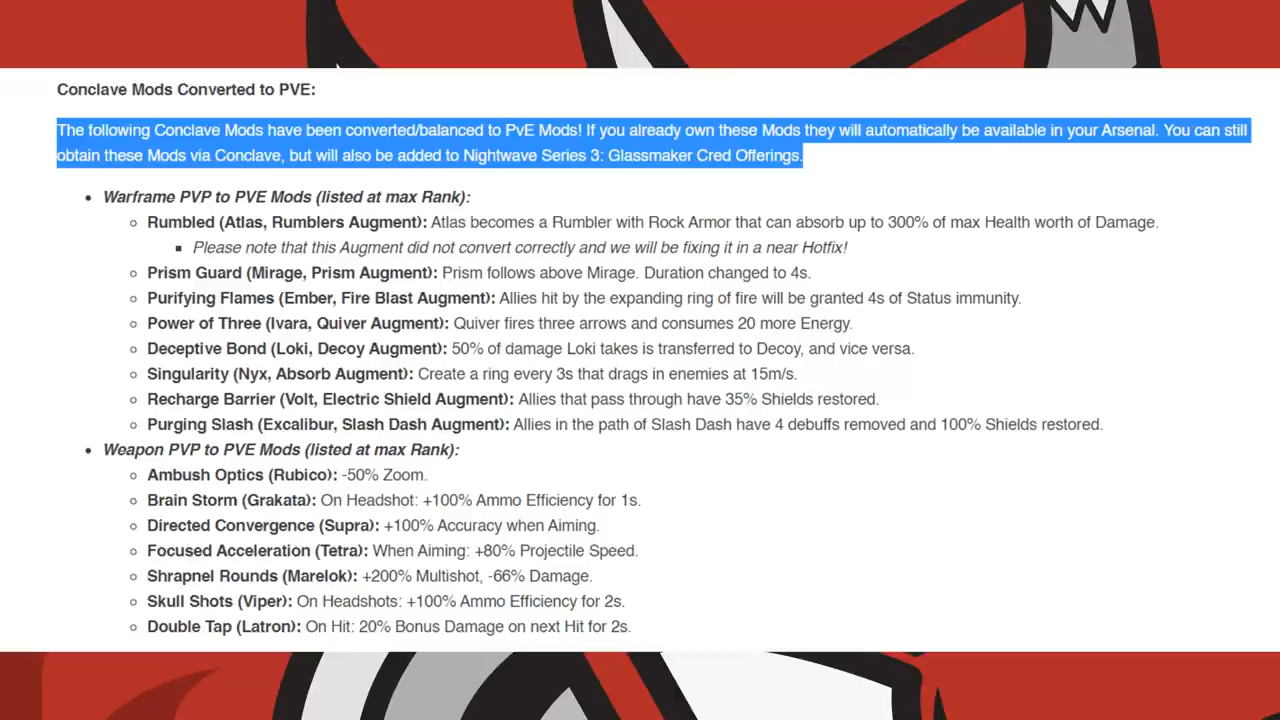 Conclave Mods Converted to PVE:
The following Conclave Mods have been converted/balanced to PvE Mods! If you already own these Mods they will automatically be available in your Arsenal. You can still
obtain these Mods via Conclave, but will also be added to Nightwave Series 3: Glassmaker Cred Offerings.
• Warframe PVP to PVE Mods (listed at max Rank):
○ Rumbled (Atlas, Rumblers Augment): Atlas becomes a Rumbler with Rock Armor that can absorb up to 300% of max Health worth of Damage.
▪ Please note that this Augment did not convert correctly and we will be fixing it in a near Hotfix!
○ Prism Guard (Mirage, Prism Augment): Prism follows above Mirage. Duration changed to 4s.
○ Purifying Flames (Ember, Fire Blast Augment): Allies hit by the expanding ring of fire will be granted 4s of Status immunity.
○ Power of Three (Ivara, Quiver Augment): Quiver fires three arrows and consumes 20 more Energy.
○ Deceptive Bond (Loki, Decoy Augment): 50% of damage Loki takes is transferred to Decoy, and vice versa.
○ Singularity (Nyx, Absorb Augment): Create a ring every 3s that drags in enemies at 15m/s.
○ Recharge Barrier (Volt, Electric Shield Augment): Allies that pass through have 35% Shields restored.
○ Purging Slash (Excalibur, Slash Dash Augment): Allies in the path of Slash Dash have 4 debuffs removed and 100% Shields restored.
• Weapon PVP to PVE Mods (listed at max Rank):
○ Ambush Optics (Rubico): -50% Zoom.
○ Brain Storm (Grakata): On Headshot: +100% Ammo Efficiency for 1s.
○ Directed Convergence (Supra): +100% Accuracy when Aiming.
○ Focused Acceleration (Tetra): When Aiming: +80% Projectile Speed.
○ Shrapnel Rounds (Marelok): +200% Multishot, -66% Damage.
○ Skull Shots (Viper): On Headshots: +100% Ammo Efficiency for 2s.
○ Double Tap (Latron): On Hit: 20% Bonus Damage on next Hit for 2s.